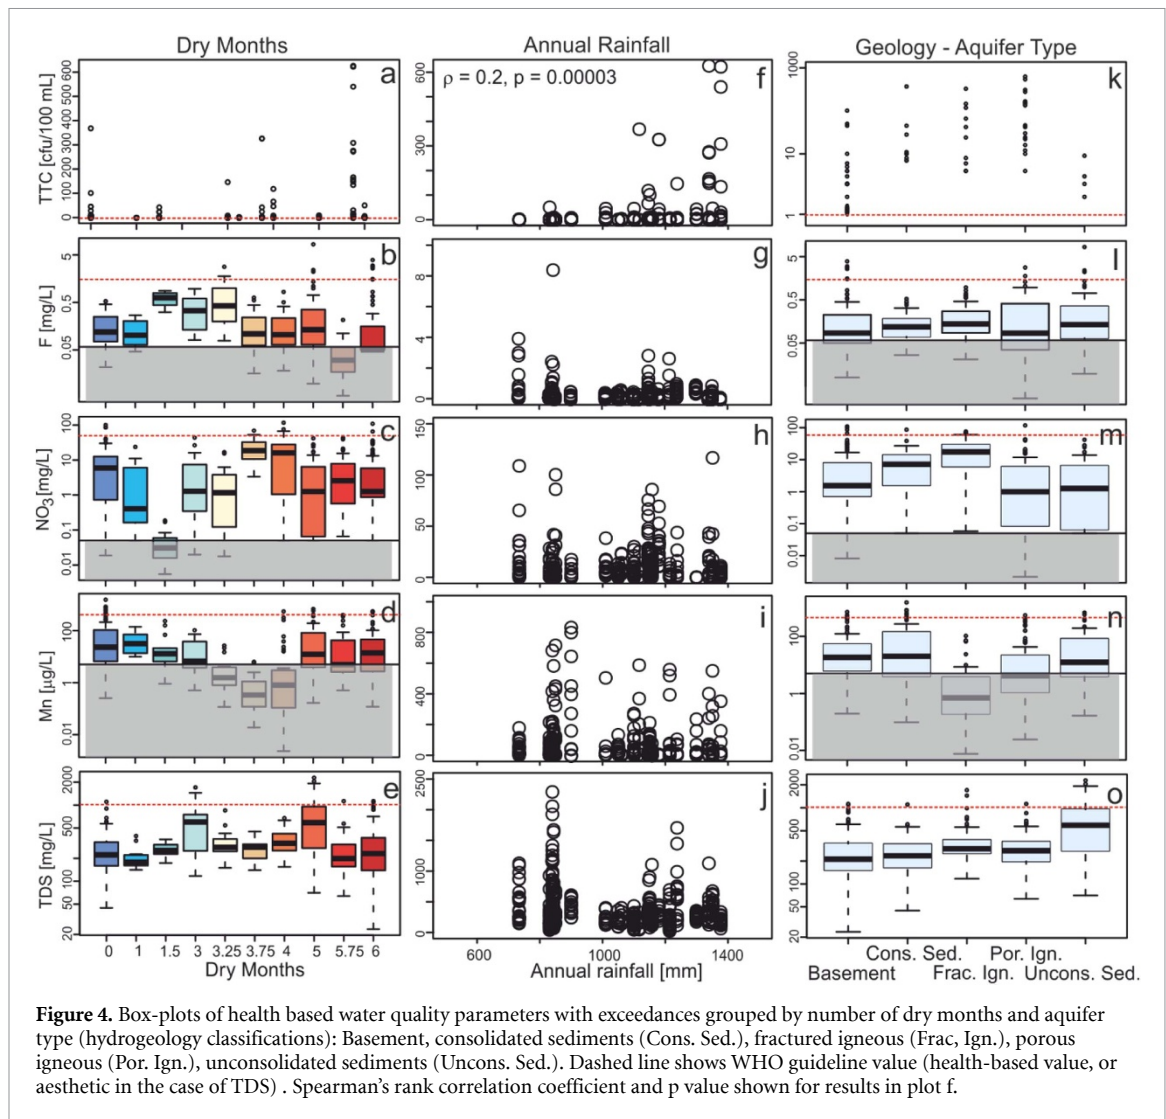 Dry Months
Annual Rainfall
Geology - Aquifer Type
TTC [cfu/100 mL]
0 100 200 300 400 500 600
a
ρ = 0.2, p = 0.00003
0 200 600
f
1 10 1000
k
F [mg/L]
0.05 0.5 5
b
0 4 8
g
0.05 0.5 5
l
NO3[mg/L]
0.01 0.1 1 10 100
c
0 50 100 150
h
0.01 0.1 1 10 100
m
Mn [µg/L]
0.01 1 100
d
0 400 800
i
0.01 1 100
n
TDS [mg/L]
20 50 100 500 2000
e
0 1000 2500
j
20 50 100 500 2000
o
0 1 1.5 3 3.25 3.75 4 5 5.75 6
Dry Months
600 1000 1400
Annual rainfall [mm]
Cons. Sed. Por. Ign.
Basement Frac. Ign. Uncons. Sed.
Figure 4. Box-plots of health based water quality parameters with exceedances grouped by number of dry months and aquifer
type (hydrogeology classifications): Basement, consolidated sediments (Cons. Sed.), fractured igneous (Frac, Ign.), porous
igneous (Por. Ign.), unconsolidated sediments (Uncons. Sed.). Dashed line shows WHO guideline value (health-based value, or
aesthetic in the case of TDS) . Spearman's rank correlation coefficient and p value shown for results in plot f.